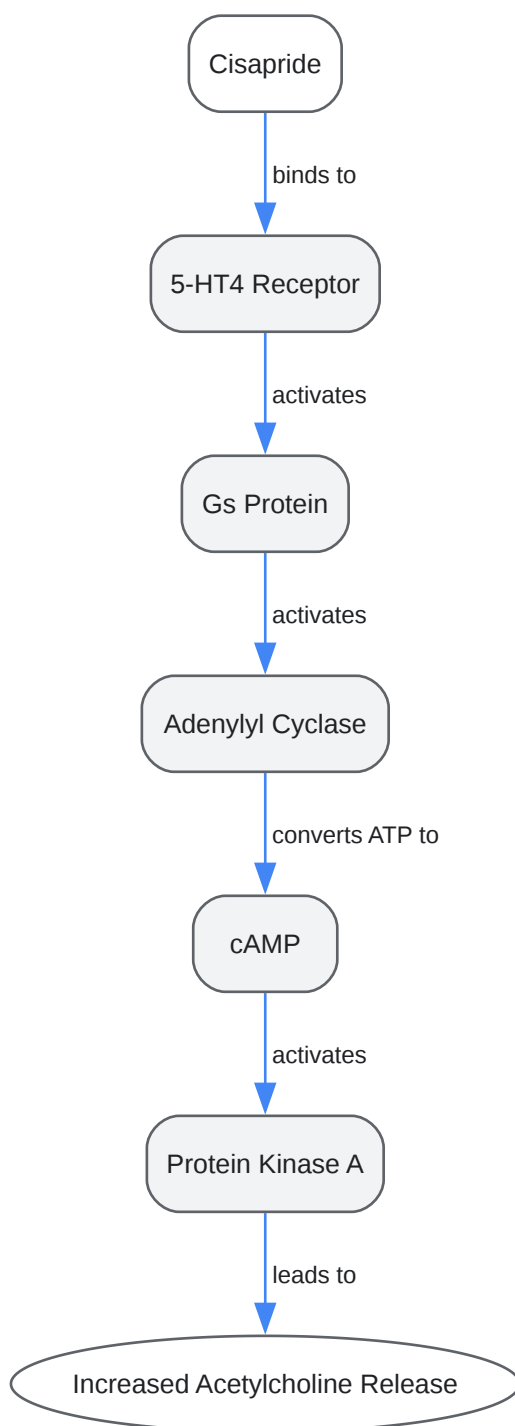 Cisapride
binds to
5-HT4 Receptor
activates
Gs Protein
activates
Adenylyl Cyclase
converts ATP to
cAMP
activates
Protein Kinase A
leads to
Increased Acetylcholine Release